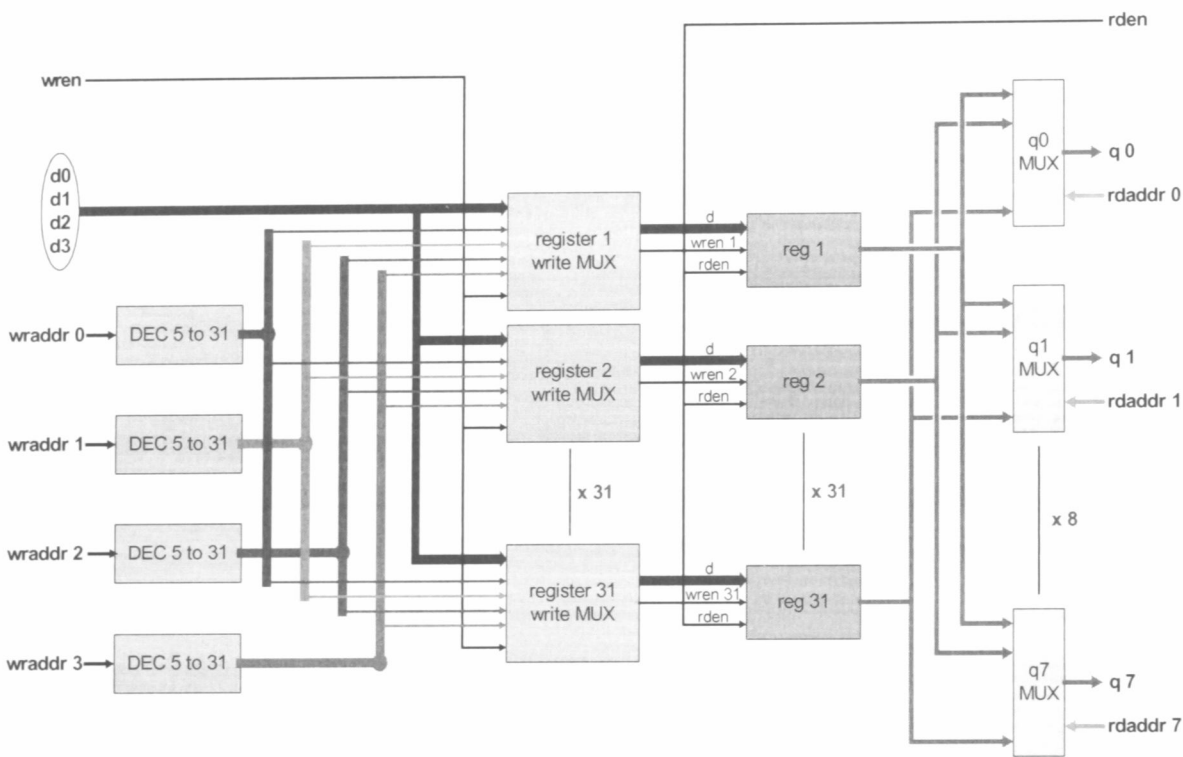 rden
wren
d0
d1
d2
d3
q0
MUX
q 0
rdaddr 0
register 1
write MUX
d
wren 1
rden
reg 1
wraddr 0
DEC 5 to 31
register 2
write MUX
d
wren 2
rden
reg 2
q1
MUX
q 1
rdaddr 1
wraddr 1
DEC 5 to 31
x 31
x 31
x 8
wraddr 2
DEC 5 to 31
register 31
write MUX
d
wren 31
rden
reg 31
wraddr 3
DEC 5 to 31
q7
MUX
q 7
rdaddr 7